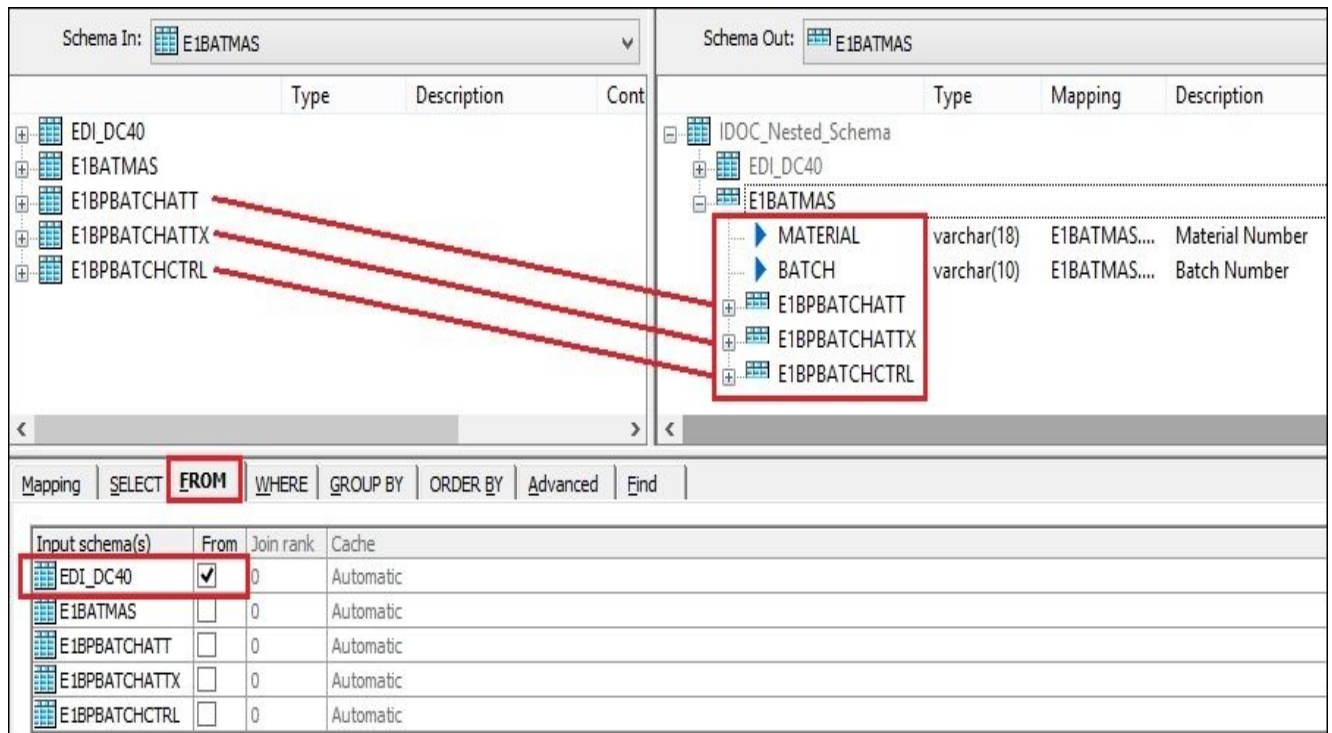 Schema In: E1BATMAS
Schema Out: E1BATMAS
Type Description Cont
Type Mapping Description
EDI_DC40
E1BATMAS
E1BPBATCHATT
E1BPBATCHATTX
E1BPBATCHCTRL
IDOC_Nested_Schema
EDI_DC40
E1BATMAS
MATERIAL varchar(18) E1BATMAS.... Material Number
BATCH varchar(10) E1BATMAS.... Batch Number
E1BPBATCHATT
E1BPBATCHATTX
E1BPBATCHCTRL
Mapping SELECT FROM WHERE GROUP BY ORDER BY Advanced Find
Input schema(s) From Join rank Cache
EDI_DC40 0 Automatic
E1BATMAS 0 Automatic
E1BPBATCHATT 0 Automatic
E1BPBATCHATTX 0 Automatic
E1BPBATCHCTRL 0 Automatic